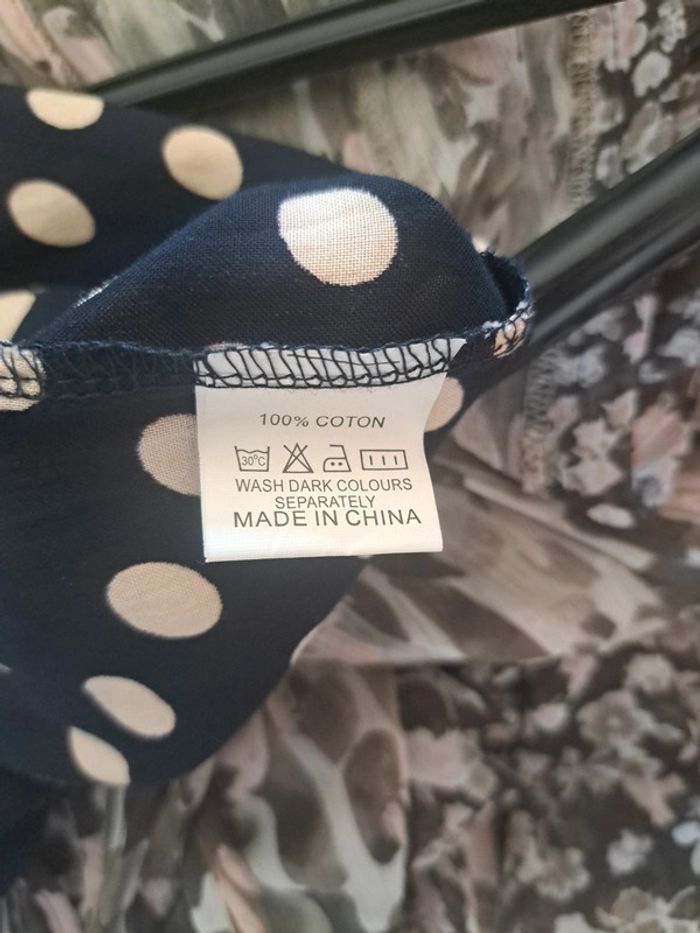 100% COTON
30°C
WASH DARK COLOURS
SEPARATELY
MADE IN CHINA